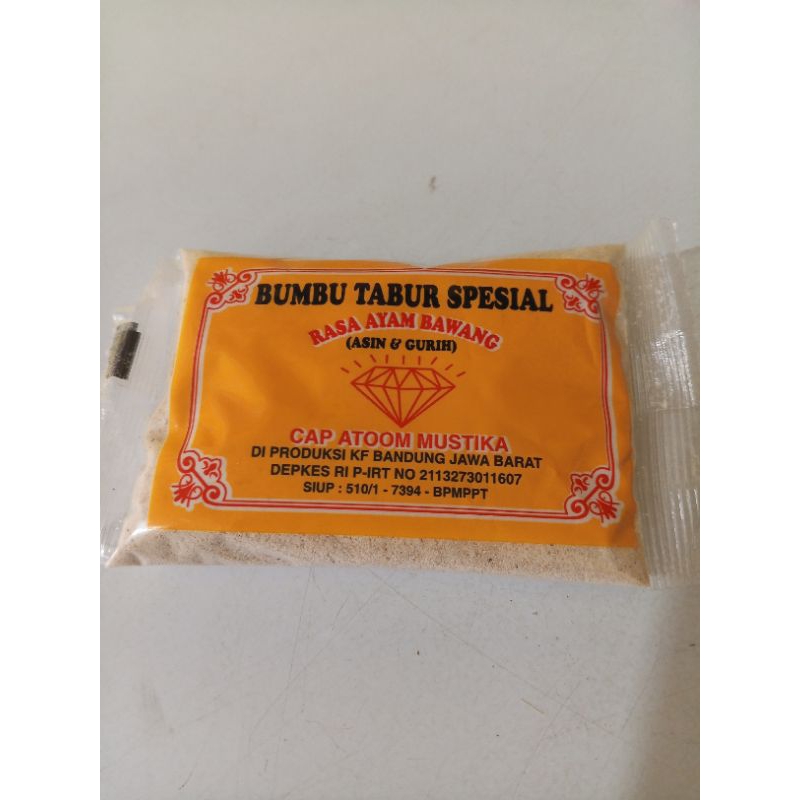 BUMBU TABUR SPESIAL
RASA AYAM BAWANG
(ASIN & GURIH)
CAP ATOOM MUSTIKA
DI PRODUKSI KF BANDUNG JAWA BARAT
DEPKES RI P-IRT NO 2113273011607
SIUP : 510/1 - 7394 - BPMPPT